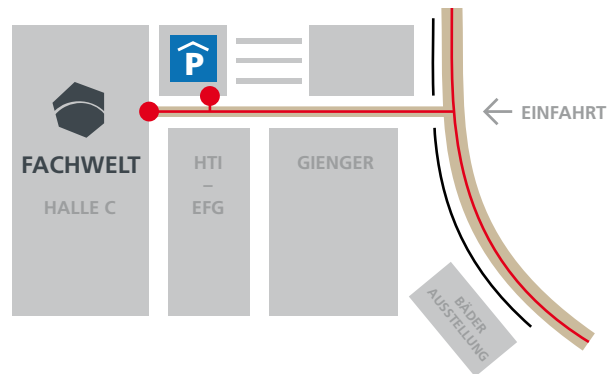 P
EINFAHRT
FACHWELT
HALLE C
HTI
–
EFG
GIENGER
BÄDER
AUSSTELLUNG